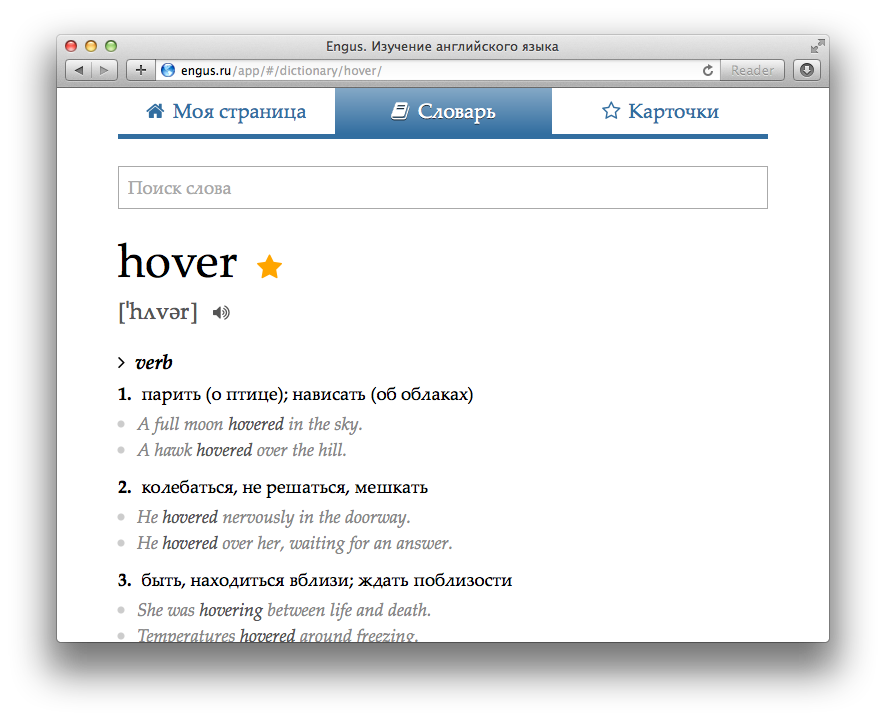 Engus. Изучение английского языка
engus.ru/app/#/dictionary/hover/
Reader
Моя страница
Словарь
Карточки
Поиск слова
hover
['hʌvər]
verb
1. парить (о птице); нависать (об облаках)
A full moon hovered in the sky.
A hawk hovered over the hill.
2. колебаться, не решаться, мешкать
He hovered nervously in the doorway.
He hovered over her, waiting for an answer.
3. быть, находиться вблизи; ждать поблизости
She was hovering between life and death.
Temperatures hovered around freezing.